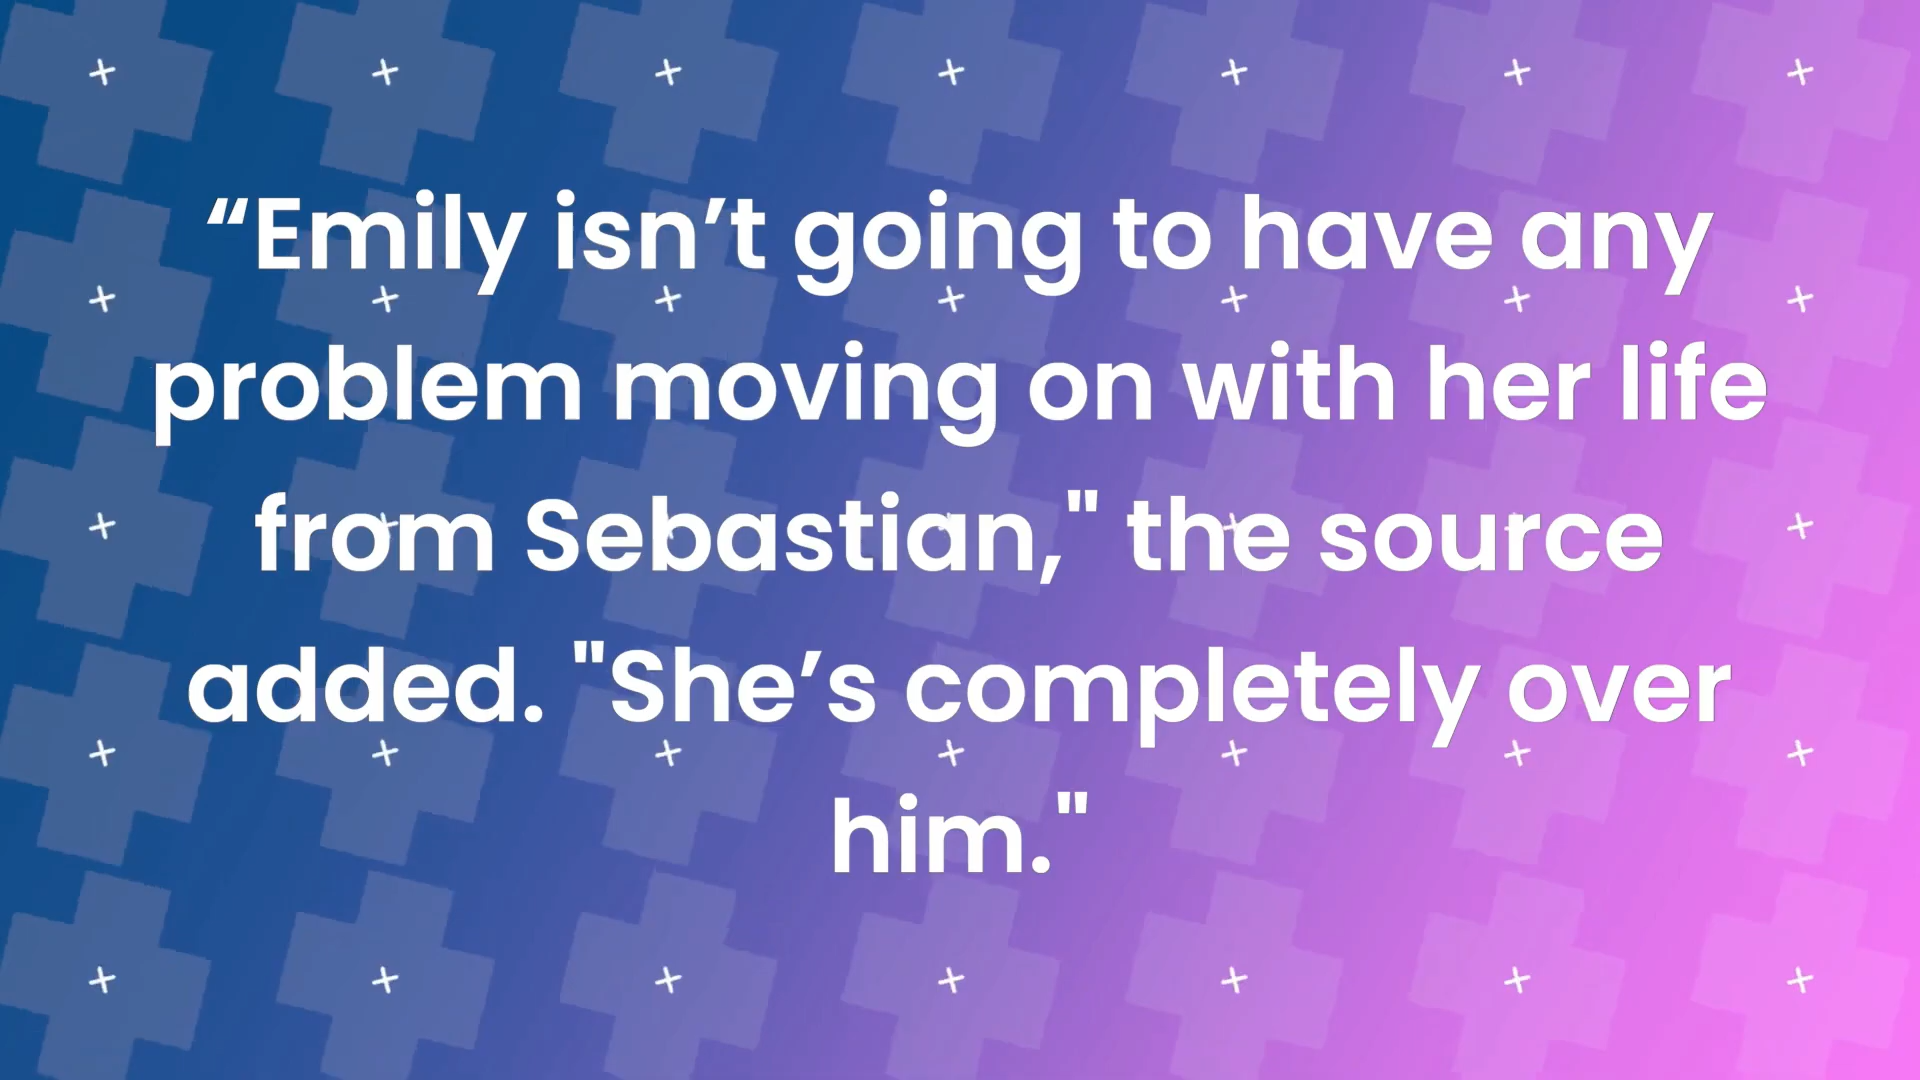 “Emily isn’t going to have any
problem moving on with her life
from Sebastian," the source
added. "She’s completely over
him."